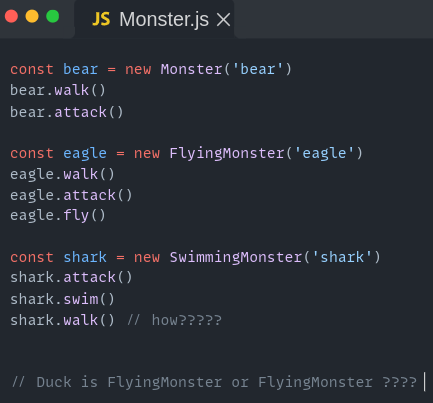 JS Monster.js
const bear = new Monster('bear')
bear.walk()
bear.attack()
const eagle = new FlyingMonster('eagle')
eagle.walk()
eagle.attack()
eagle.fly()
const shark = new SwimmingMonster('shark')
shark.attack()
shark.swim()
shark.walk() // how?????
// Duck is FlyingMonster or FlyingMonster ????